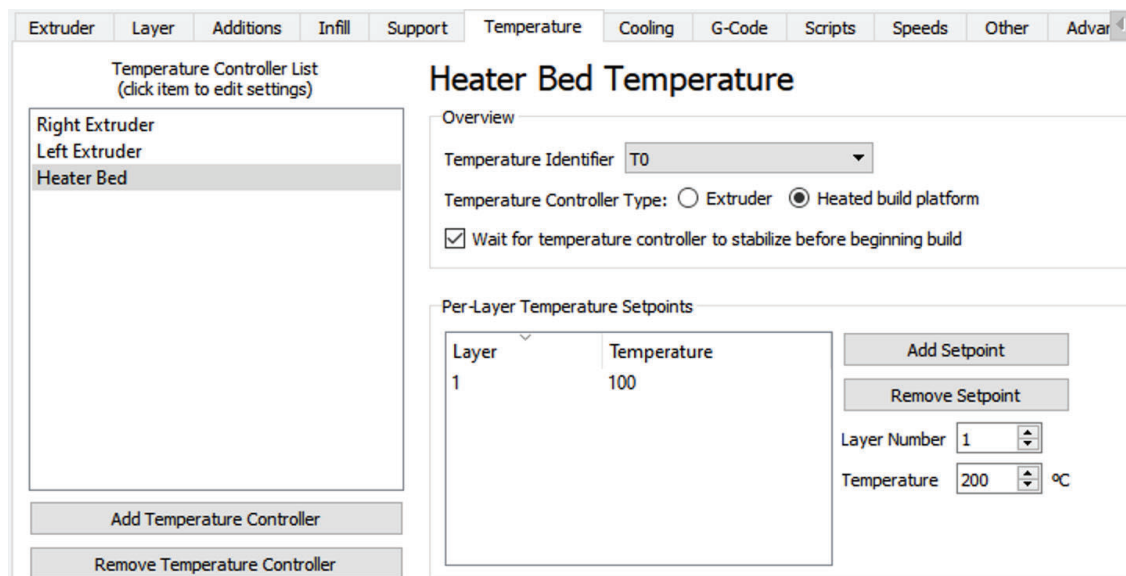 Extruder Layer Additions Infill Support Temperature Cooling G-Code Scripts Speeds Other Advar
Temperature Controller List
(click item to edit settings)
Right Extruder
Left Extruder
Heater Bed
Add Temperature Controller
Remove Temperature Controller
Heater Bed Temperature
Overview
Temperature Identifier T0
Temperature Controller Type: Extruder Heated build platform
Wait for temperature controller to stabilize before beginning build
Per-Layer Temperature Setpoints
Layer Temperature
1 100
Add Setpoint
Remove Setpoint
Layer Number 1
Temperature 200 ºC